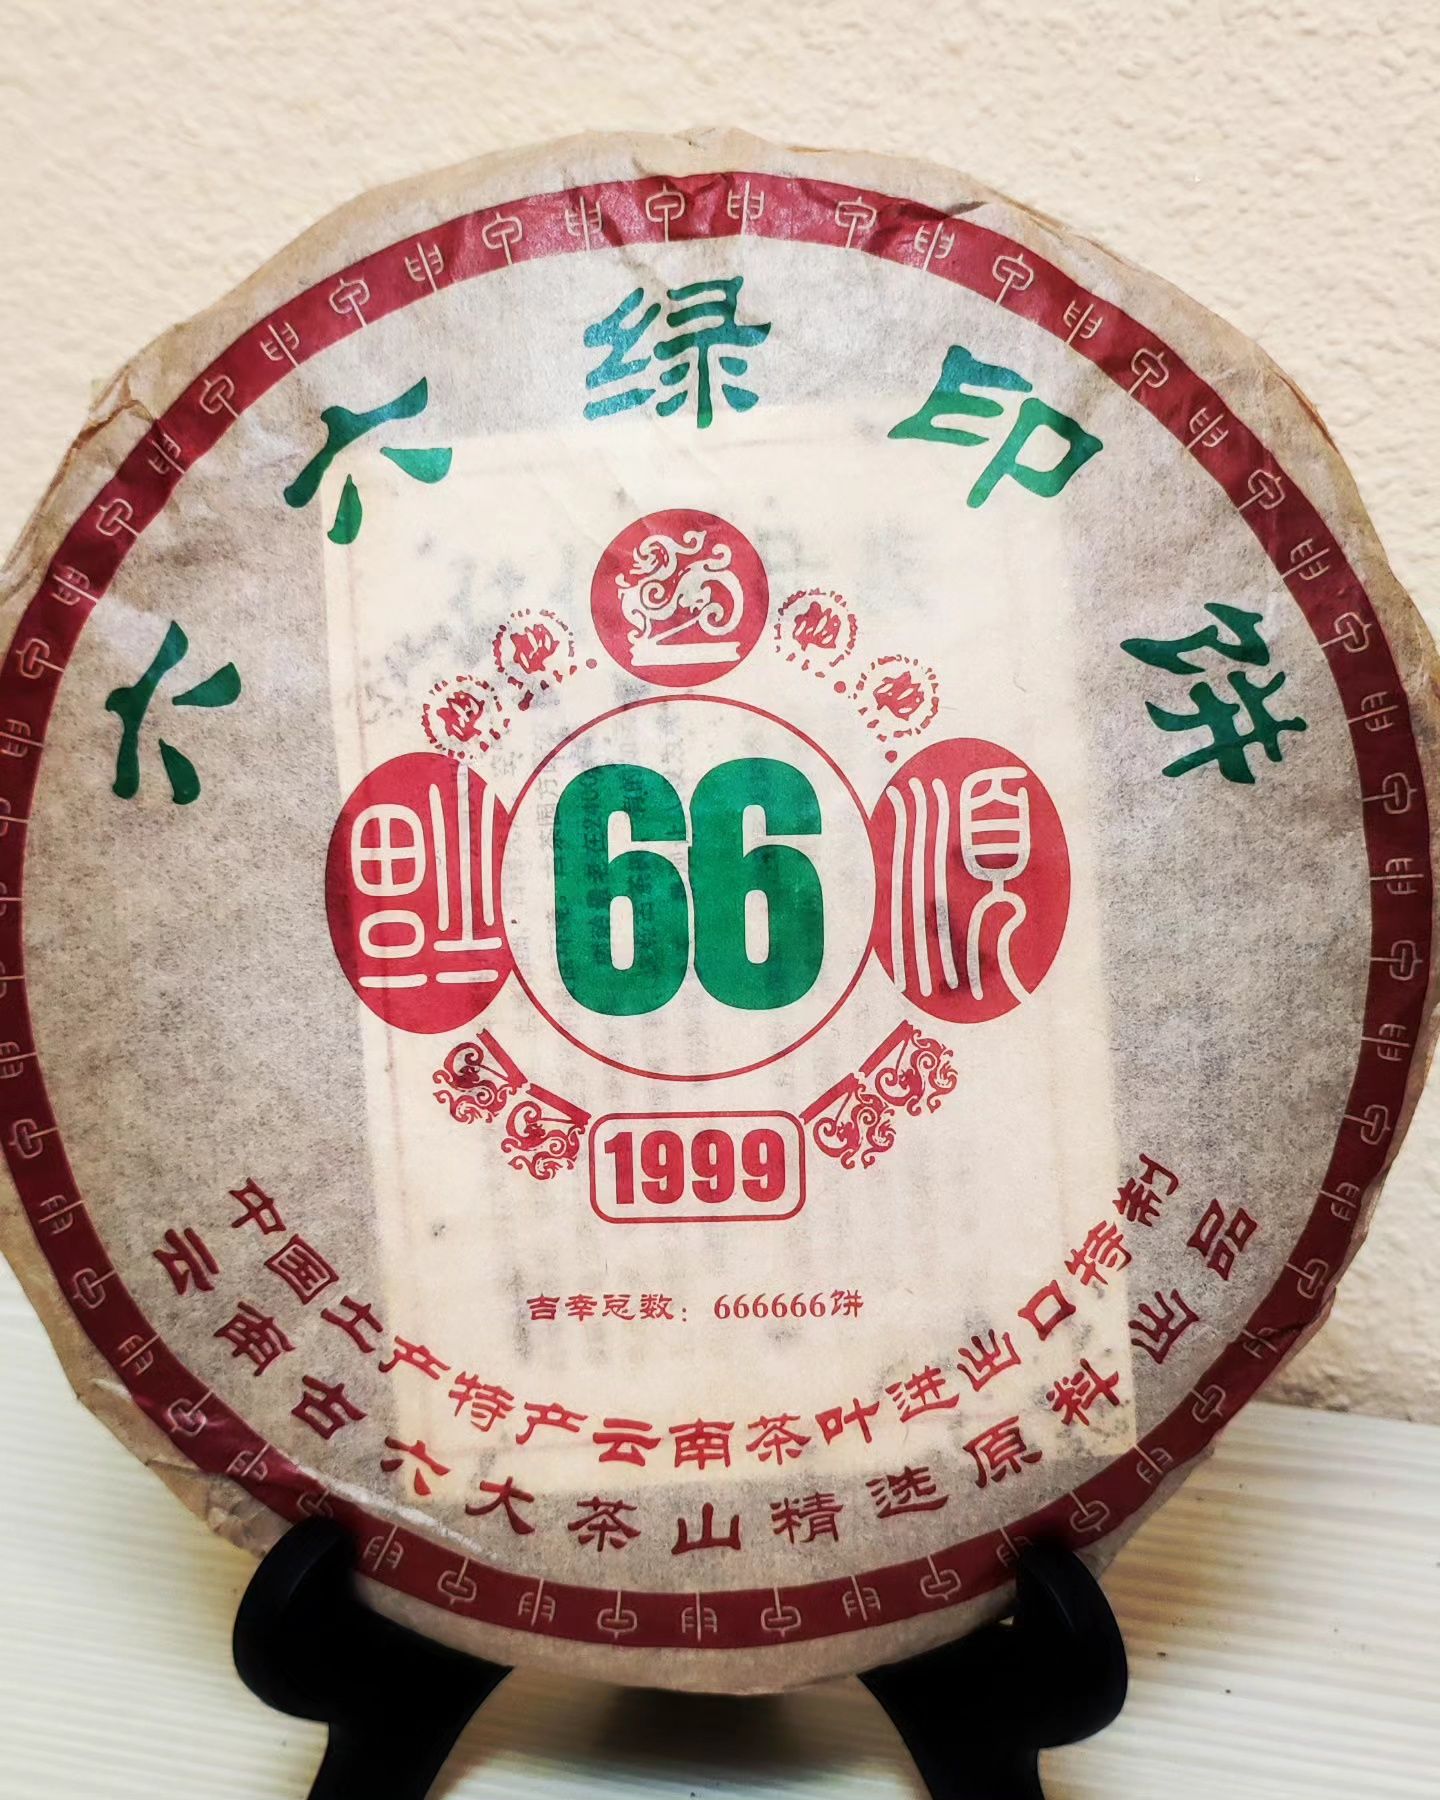 六六绿印饼
福
66
順
1999
吉幸总数：666666饼
中国土产特产云南茶叶进出口特制
云南古六大茶山精选原料出品